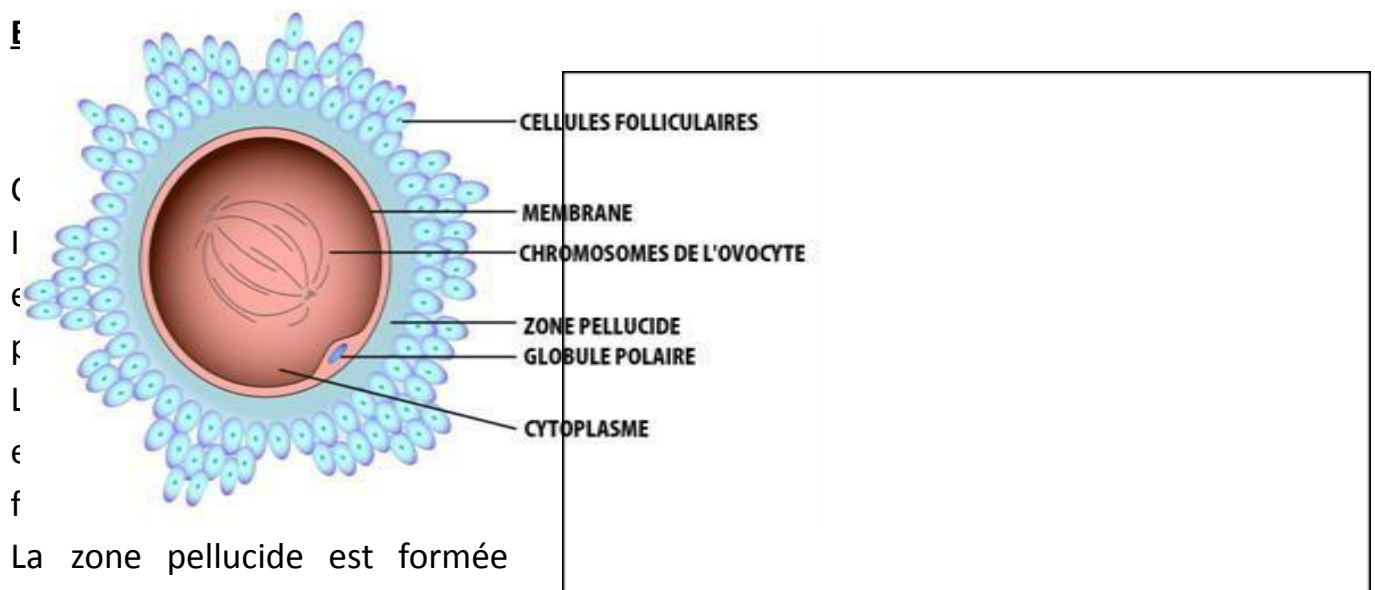 CELLULES FOLLICULAIRES
MEMBRANE
CHROMOSOMES DE L'OVOCYTE
ZONE PELLUCIDE
GLOBULE POLAIRE
CYTOPLASME
La zone pellucide est formée